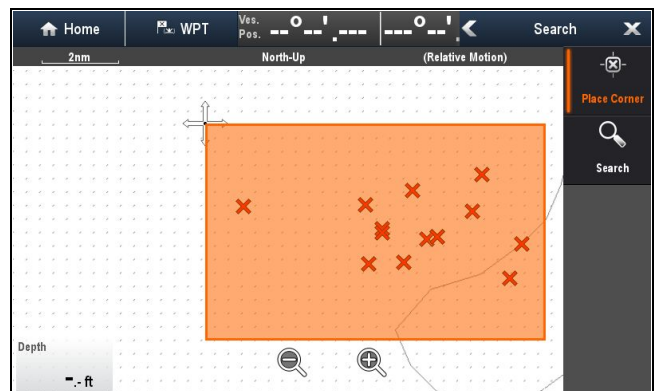 Home
WPT
Ves.
Pos.
--°--'.---
---°--'.
Search
2nm
North-Up
(Relative Motion)
Place Corner
Search
Depth
-.- ft